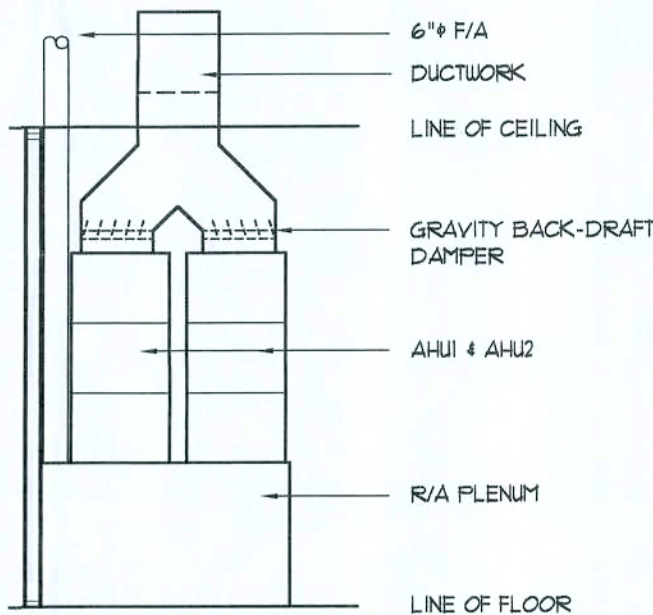 6"ϕ F/A
DUCTWORK
LINE OF CEILING
GRAVITY BACK-DRAFT
DAMPER
AHU1 & AHU2
R/A PLENUM
LINE OF FLOOR